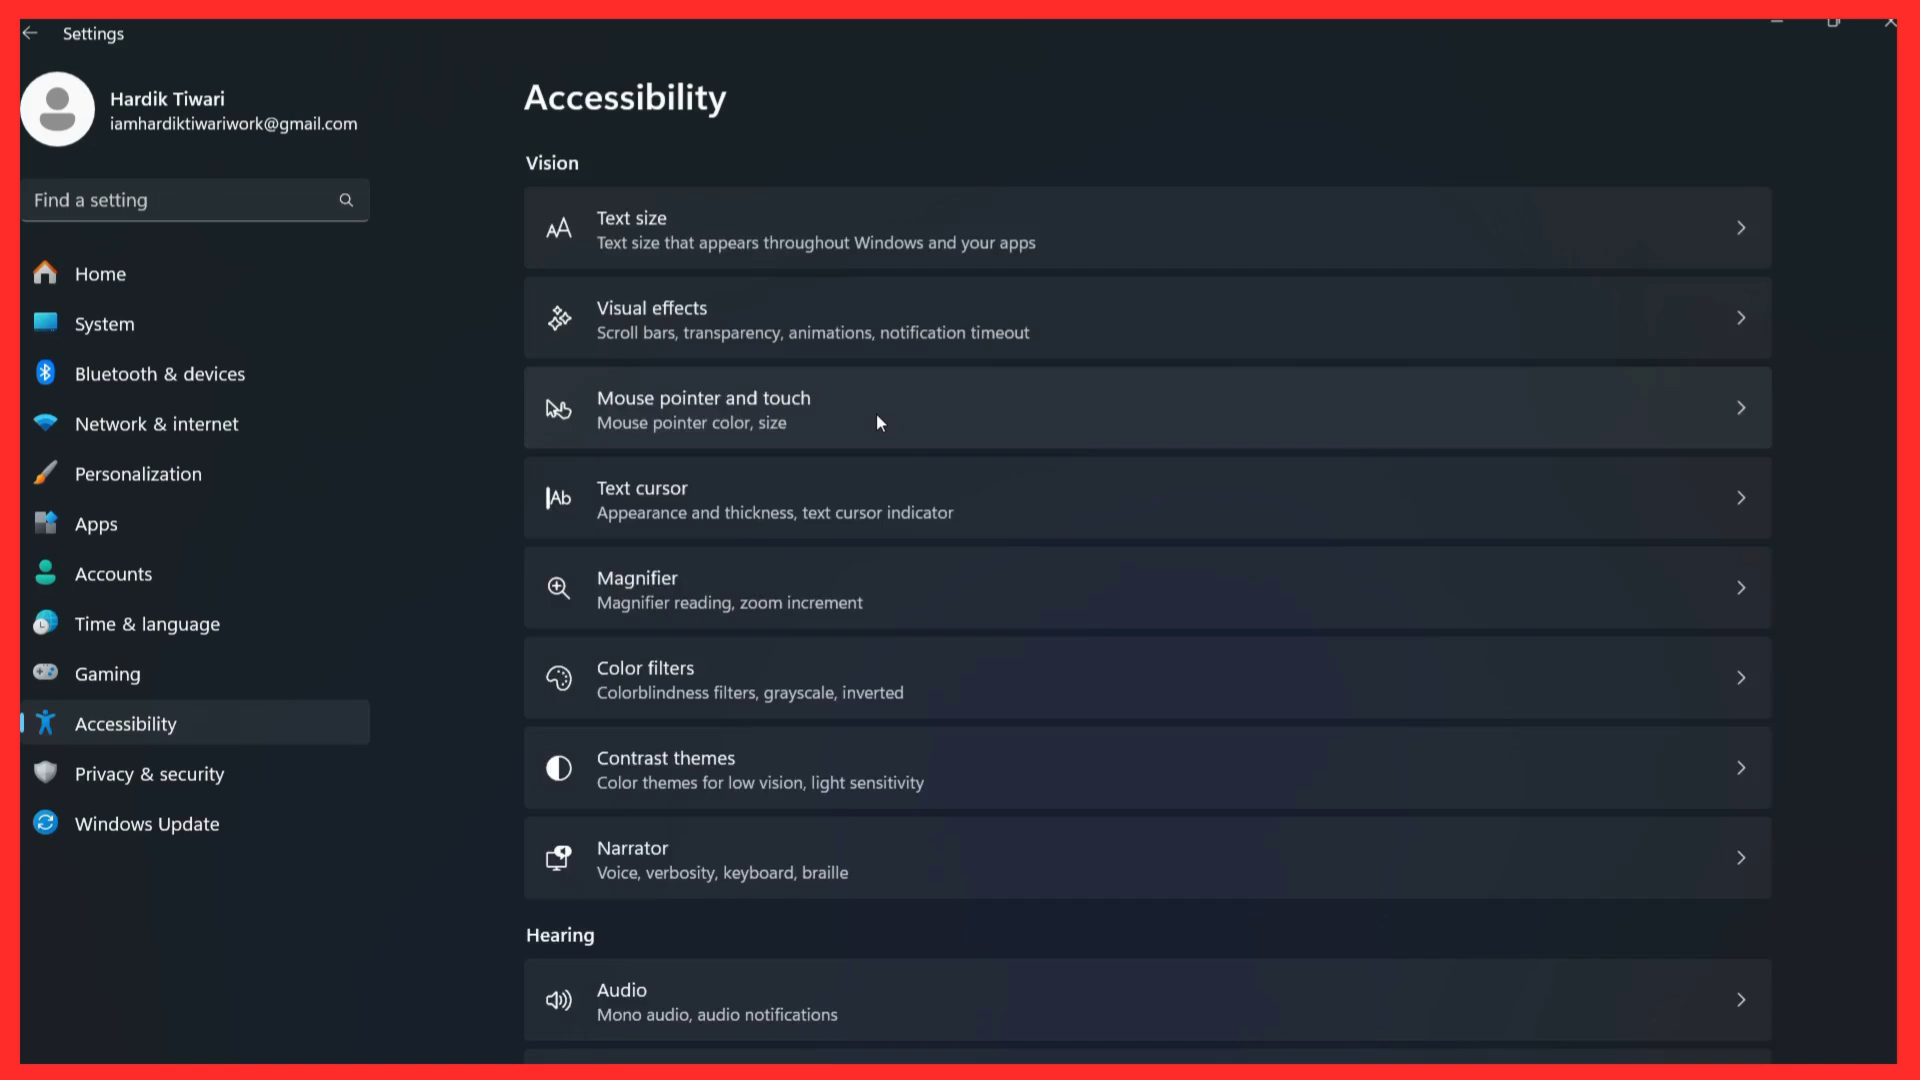 Settings
Hardik Tiwari
iamhardiktiwariwork@gmail.com
Find a setting
Home
System
Bluetooth & devices
Network & internet
Personalization
Apps
Accounts
Time & language
Gaming
Accessibility
Privacy & security
Windows Update
Accessibility
Vision
Text size
Text size that appears throughout Windows and your apps
Visual effects
Scroll bars, transparency, animations, notification timeout
Mouse pointer and touch
Mouse pointer color, size
Text cursor
Appearance and thickness, text cursor indicator
Magnifier
Magnifier reading, zoom increment
Color filters
Colorblindness filters, grayscale, inverted
Contrast themes
Color themes for low vision, light sensitivity
Narrator
Voice, verbosity, keyboard, braille
Hearing
Audio
Mono audio, audio notifications